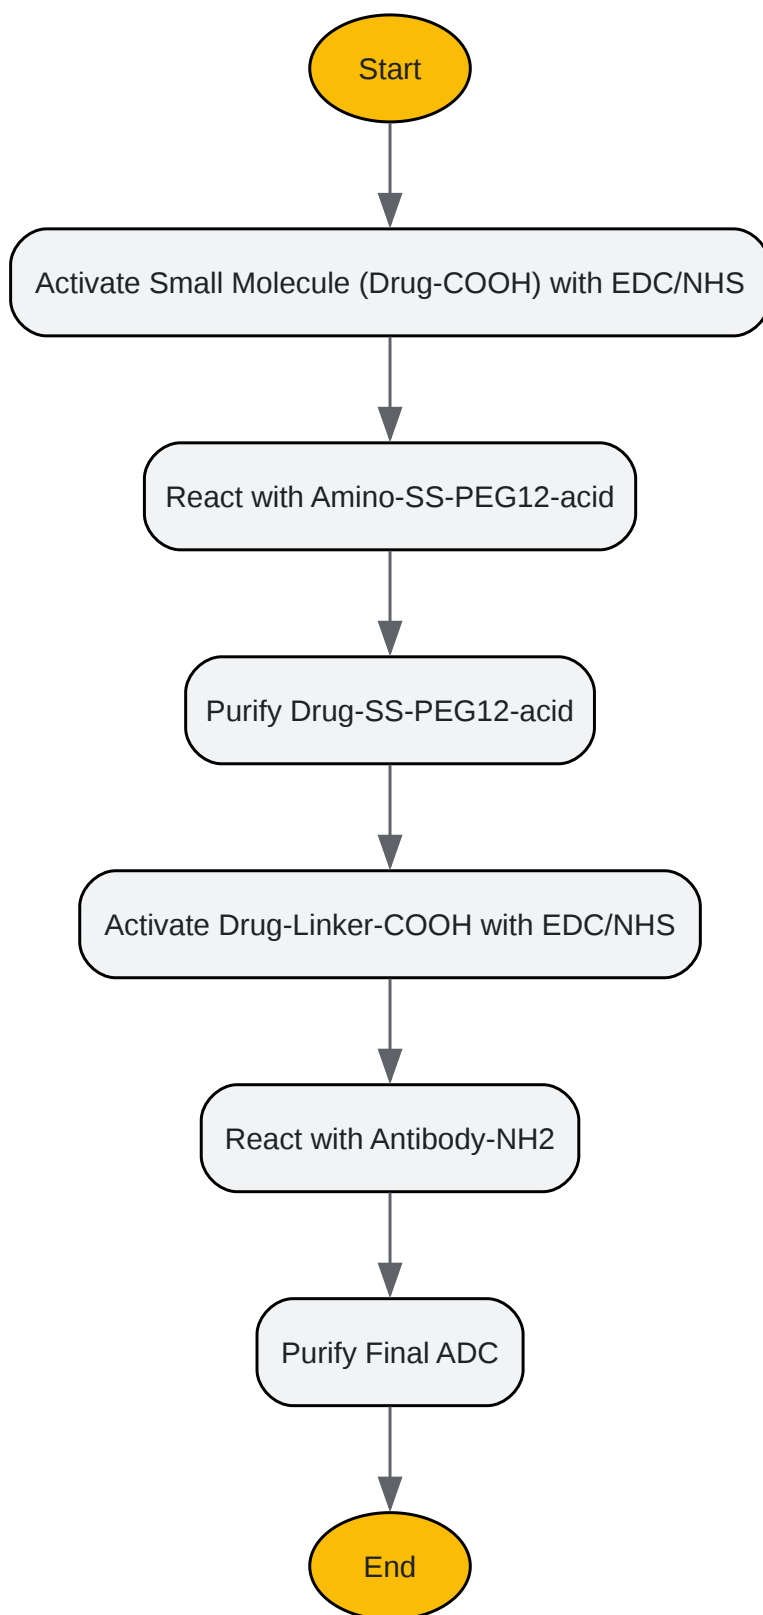 Start
Activate Small Molecule (Drug-COOH) with EDC/NHS
React with Amino-SS-PEG12-acid
Purify Drug-SS-PEG12-acid
Activate Drug-Linker-COOH with EDC/NHS
React with Antibody-NH2
Purify Final ADC
End